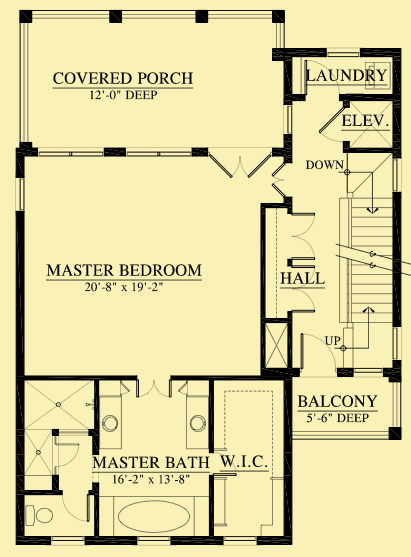 COVERED PORCH
12'-0" DEEP
LAUNDRY
ELEV.
DOWN
MASTER BEDROOM
20'-8" x 19'-2"
HALL
UP
BALCONY
5'-6" DEEP
MASTER BATH
16'-2" x 13'-8"
W.I.C.